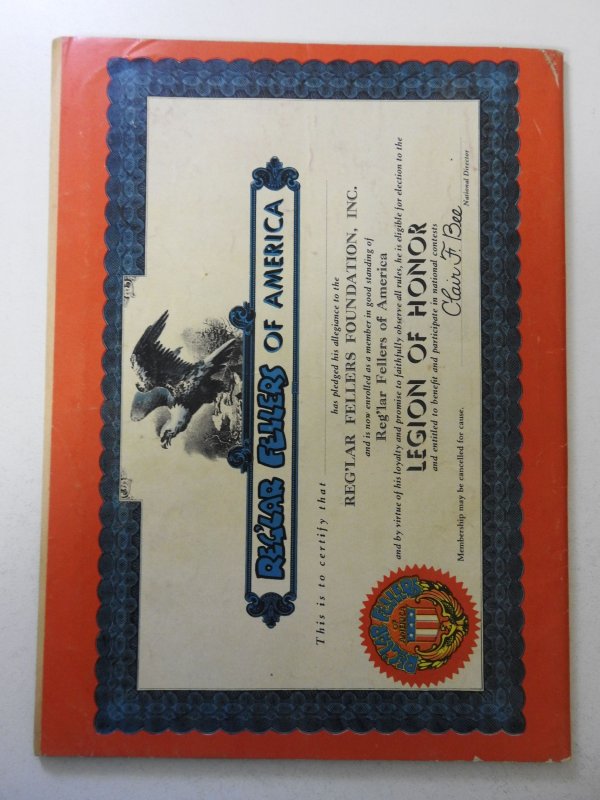 REG'LAR FELLERS OF AMERICA
This is to certify that
has pledged his allegiance to the
REG'LAR FELLERS FOUNDATION, INC.
and is now enrolled as a member in good standing of
Reg'lar Fellers of America
and by virtue of his loyalty and promise to faithfully observe all rules, he is eligible for election to the
LEGION OF HONOR
and entitled to benefit and participate in national contests
Clair F. Bee
National Director
Membership may be cancelled for cause.
REG'LAR FELLERS
OF
AMERICA